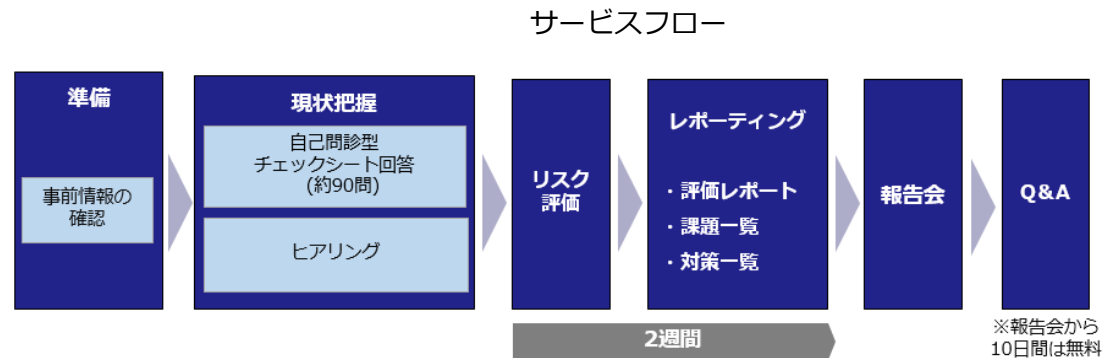 サービスフロー
準備
事前情報の
確認
現状把握
自己問診型
チェックシート回答
(約90問)
ヒアリング
リスク
評価
レポーティング
・評価レポート
・課題一覧
・対策一覧
報告会
Q&A
2週間
※報告会から
10日間は無料